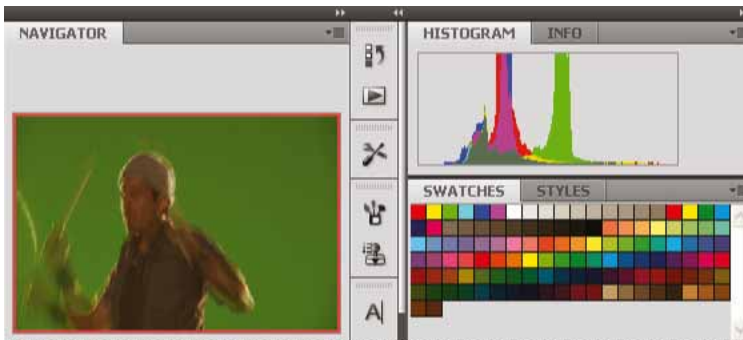 NAVIGATOR
HISTOGRAM
INFO
SWATCHES
STYLES
A